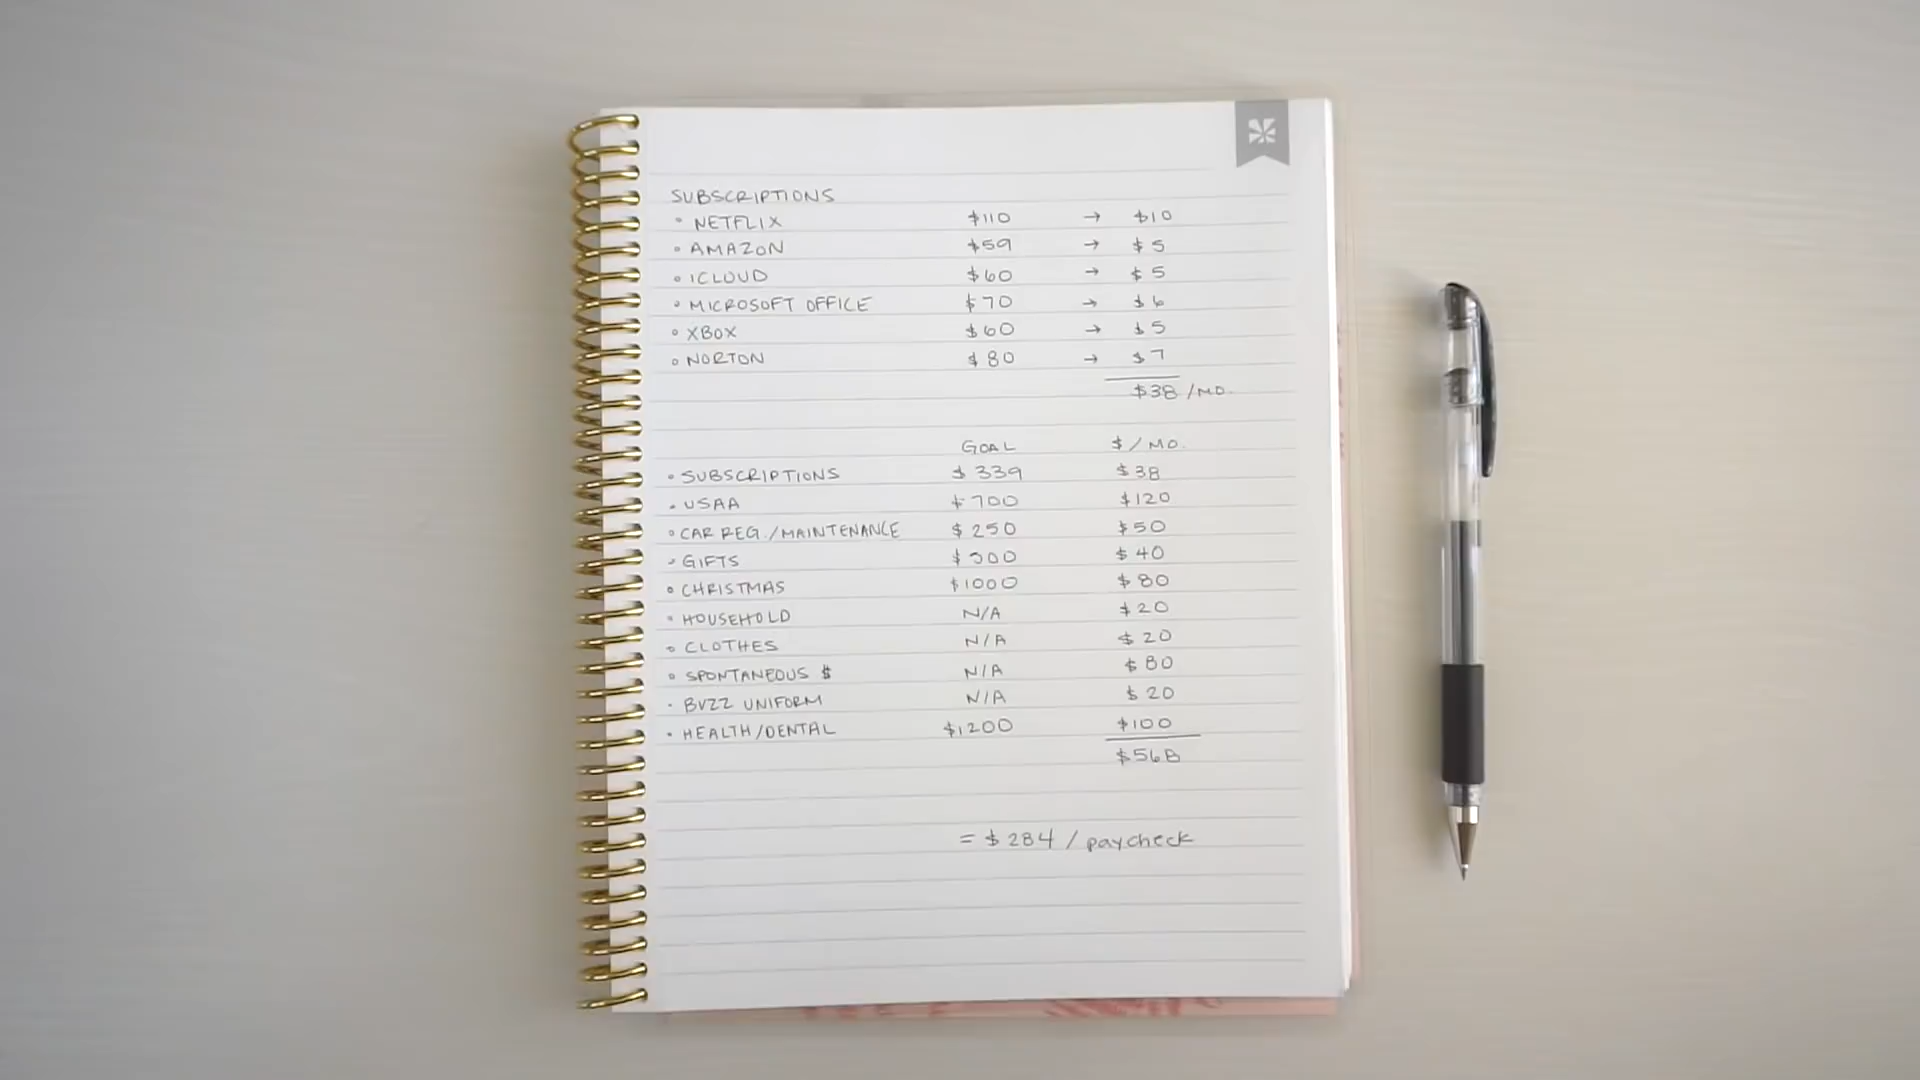 SUBSCRIPTIONS
• NETFLIX $110 → $10
• AMAZON $59 → $5
• ICLOUD $60 → $5
• MICROSOFT OFFICE $70 → $6
• XBOX $60 → $5
• NORTON $80 → $7
$38 /MO.
GOAL $/MO.
• SUBSCRIPTIONS $339 $38
• USAA $700 $120
• CAR REG./MAINTENANCE $250 $50
• GIFTS $500 $40
• CHRISTMAS $1000 $80
• HOUSEHOLD N/A $20
• CLOTHES N/A $20
• SPONTANEOUS $ N/A $80
• BUZZ UNIFORM N/A $20
• HEALTH/DENTAL $1200 $100
$568
= $284 / paycheck